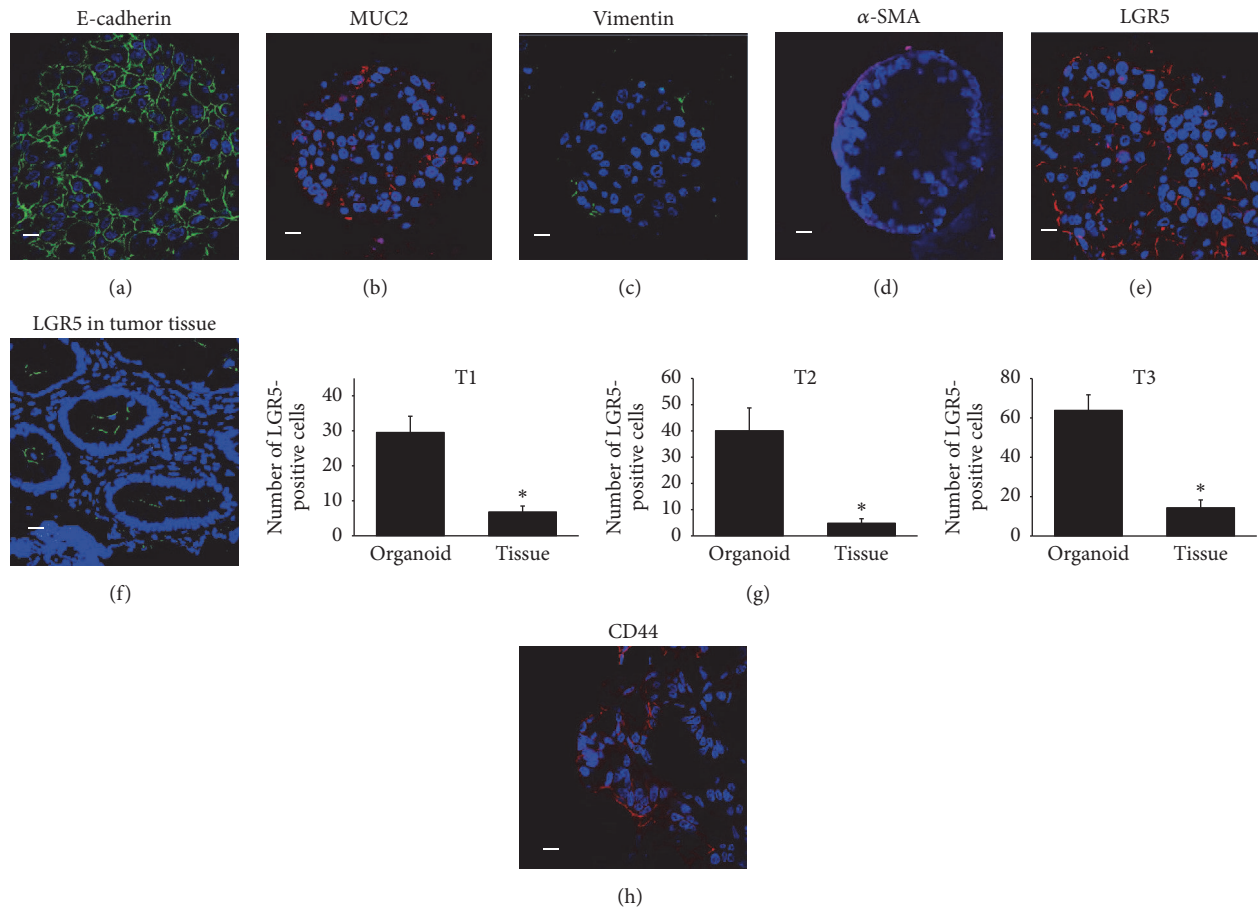 E-cadherin
MUC2
Vimentin
α-SMA
LGR5
(a)
(b)
(c)
(d)
(e)
LGR5 in tumor tissue
(f)
Number of LGR5-
positive cells
40
30
20
10
0
T1
*
Organoid
Tissue
Number of LGR5-
positive cells
60
50
40
30
20
10
0
T2
*
Organoid
Tissue
Number of LGR5-
positive cells
80
60
40
20
0
T3
*
Organoid
Tissue
(g)
CD44
(h)